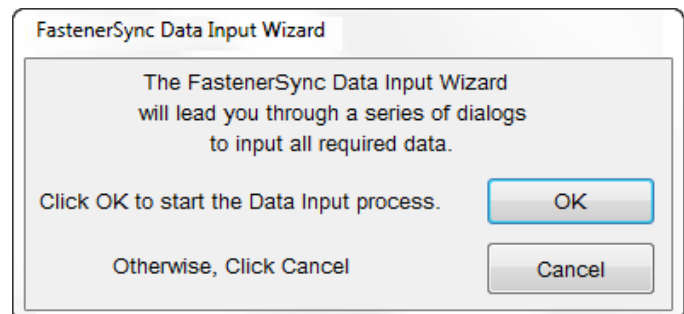 FastenerSync Data Input Wizard
The FastenerSync Data Input Wizard
will lead you through a series of dialogs
to input all required data.
Click OK to start the Data Input process.
OK
Otherwise, Click Cancel
Cancel